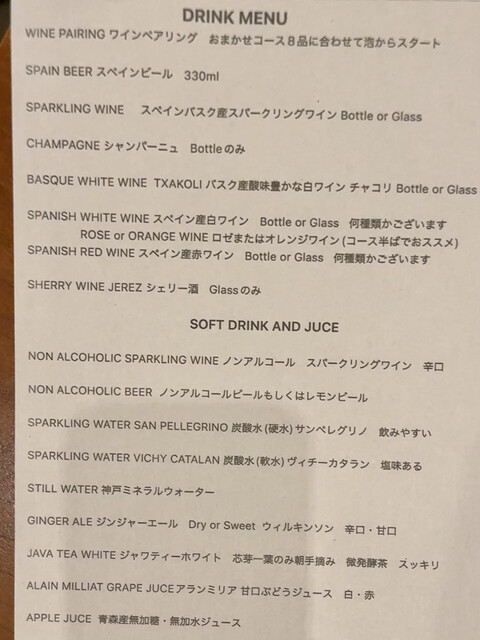 DRINK MENU
WINE PAIRING ワインペアリング おまかせコース８品に合わせて泡からスタート
SPAIN BEER スペインビール 330ml
SPARKLING WINE スペインバスク産スパークリングワイン Bottle or Glass
CHAMPAGNE シャンパーニュ Bottleのみ
BASQUE WHITE WINE TXAKOLI バスク産酸味豊かな白ワイン チャコリ Bottle or Glass
SPANISH WHITE WINE スペイン産白ワイン Bottle or Glass 何種類かございます
ROSE or ORANGE WINE ロゼまたはオレンジワイン (コース半ばでおススメ)
SPANISH RED WINE スペイン産赤ワイン Bottle or Glass 何種類かございます
SHERRY WINE JEREZ シェリー酒 Glassのみ
SOFT DRINK AND JUCE
NON ALCOHOLIC SPARKLING WINE ノンアルコール スパークリングワイン 辛口
NON ALCOHOLIC BEER ノンアルコールビールもしくはレモンビール
SPARKLING WATER SAN PELLEGRINO 炭酸水(硬水)サンペレグリノ 飲みやすい
SPARKLING WATER VICHY CATALAN 炭酸水(軟水)ヴィチーカタラン 塩味ある
STILL WATER 神戸ミネラルウォーター
GINGER ALE ジンジャーエール Dry or Sweet ウィルキンソン 辛口・甘口
JAVA TEA WHITE ジャワティーホワイト 芯芽一葉のみ朝手摘み 微発酵茶 スッキリ
ALAIN MILLIAT GRAPE JUCEアランミリア 甘口ぶどうジュース 白・赤
APPLE JUCE 青森産無加糖・無加水ジュース